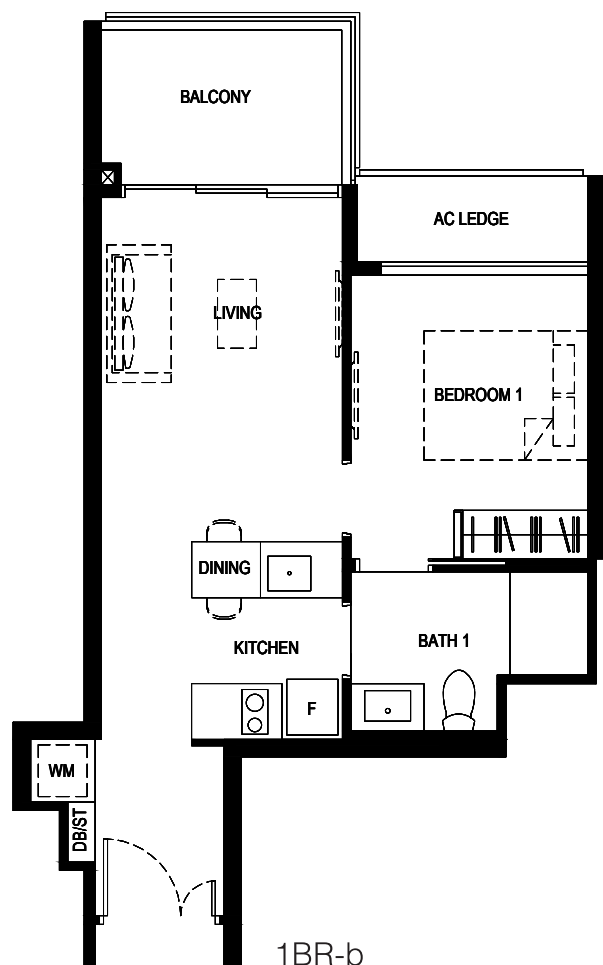 BALCONY
AC LEDGE
LIVING
BEDROOM 1
DINING
KITCHEN
BATH 1
F
WM
DB/ST
1BR-b